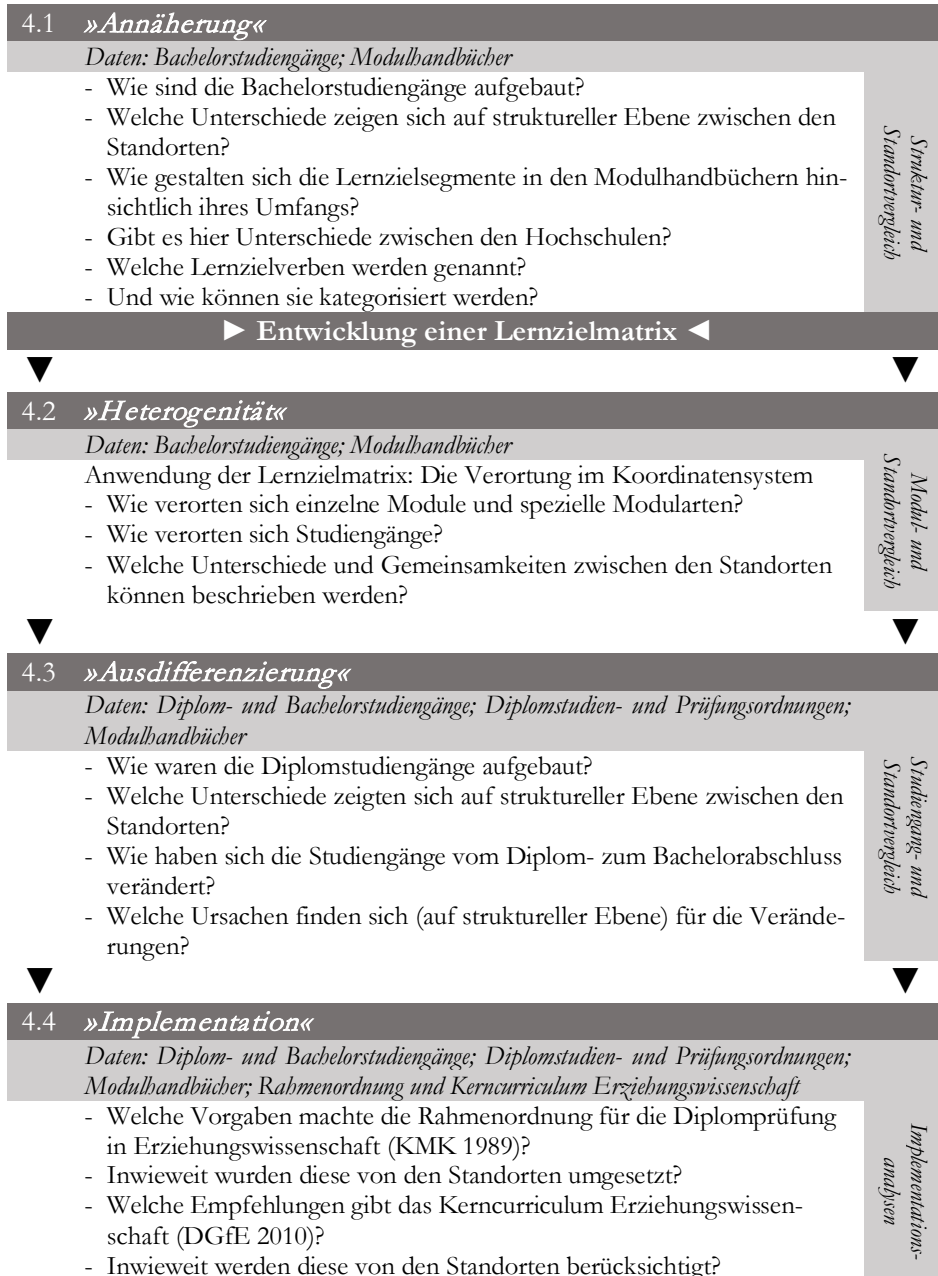 4.1 »Annäherung«
Daten: Bachelorstudiengänge; Modulhandbücher
- Wie sind die Bachelorstudiengänge aufgebaut?
- Welche Unterschiede zeigen sich auf struktureller Ebene zwischen den
Standorten?
- Wie gestalten sich die Lernzielsegmente in den Modulhandbüchern hin-
sichtlich ihres Umfangs?
- Gibt es hier Unterschiede zwischen den Hochschulen?
- Welche Lernzielverben werden genannt?
- Und wie können sie kategorisiert werden?
Struktur- und
Standortvergleich
► Entwicklung einer Lernzielmatrix ◄
▼ ▼
4.2 »Heterogenität«
Daten: Bachelorstudiengänge; Modulhandbücher
Anwendung der Lernzielmatrix: Die Verortung im Koordinatensystem
- Wie verorten sich einzelne Module und spezielle Modularten?
- Wie verorten sich Studiengänge?
- Welche Unterschiede und Gemeinsamkeiten zwischen den Standorten
können beschrieben werden?
Modul- und
Standortvergleich
▼ ▼
4.3 »Ausdifferenzierung«
Daten: Diplom- und Bachelorstudiengänge; Diplomstudien- und Prüfungsordnungen;
Modulhandbücher
- Wie waren die Diplomstudiengänge aufgebaut?
- Welche Unterschiede zeigten sich auf struktureller Ebene zwischen den
Standorten?
- Wie haben sich die Studiengänge vom Diplom- zum Bachelorabschluss
verändert?
- Welche Ursachen finden sich (auf struktureller Ebene) für die Verände-
rungen?
Studiengang- und
Standortvergleich
▼ ▼
4.4 »Implementation«
Daten: Diplom- und Bachelorstudiengänge; Diplomstudien- und Prüfungsordnungen;
Modulhandbücher; Rahmenordnung und Kerncurriculum Erziehungswissenschaft
- Welche Vorgaben machte die Rahmenordnung für die Diplomprüfung
in Erziehungswissenschaft (KMK 1989)?
- Inwieweit wurden diese von den Standorten umgesetzt?
- Welche Empfehlungen gibt das Kerncurriculum Erziehungswissen-
schaft (DGfE 2010)?
- Inwieweit werden diese von den Standorten berücksichtigt?
Implementations-
analysen